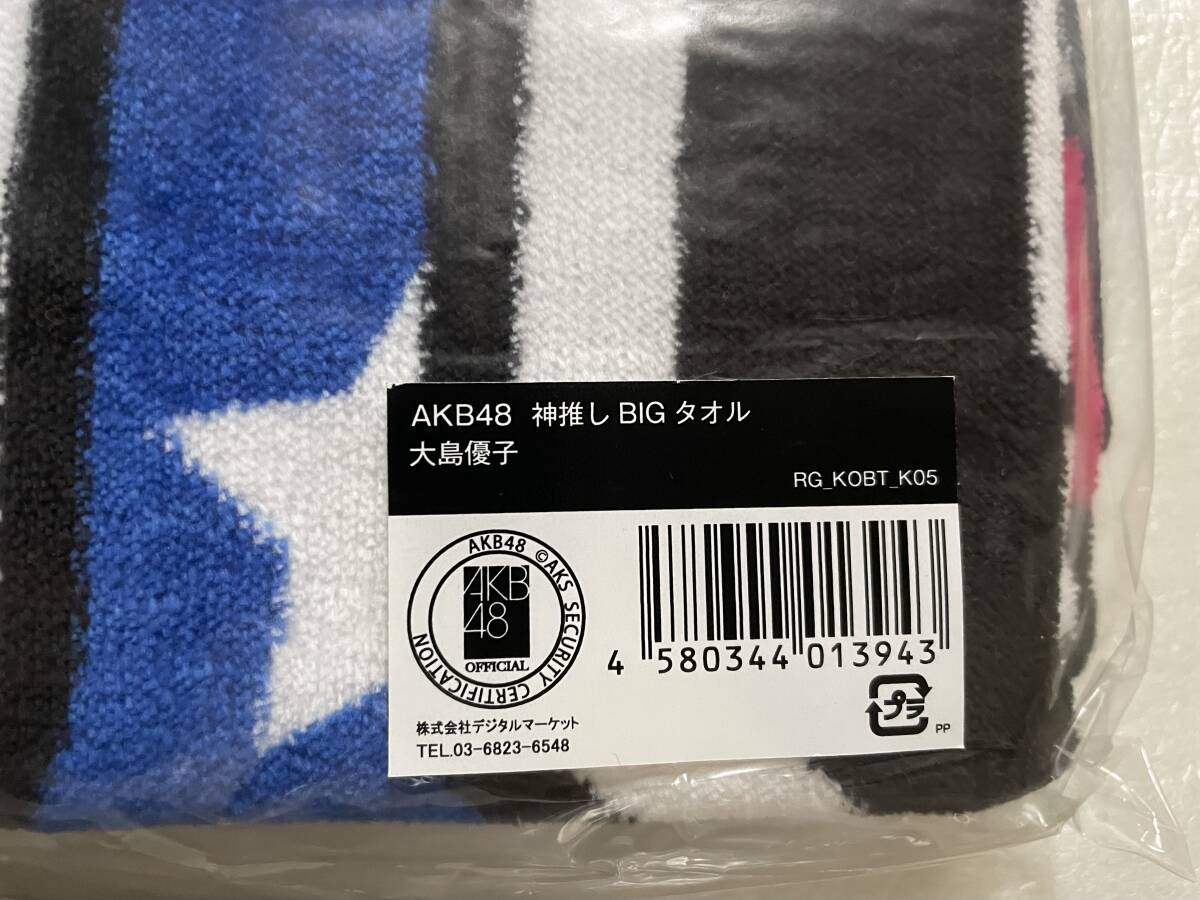 AKB48 神推し BIG タオル
大島優子
RG_KOBT_K05
AKB48 ©AKS SECURITY CERTIFICATION
AKB
48
OFFICIAL
4 580344 013943
プラ
PP
株式会社デジタルマーケット
TEL.03-6823-6548